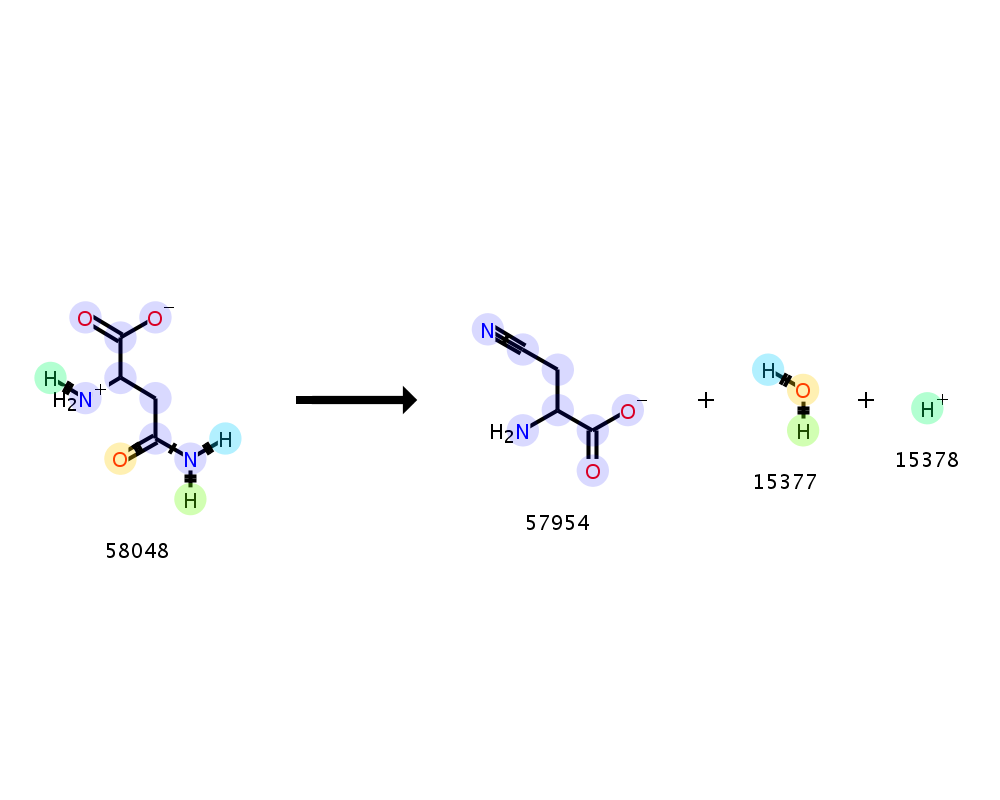 O O−
H H2N+ H
O N
H
58048
N
H2N O−
O
57954
+
H O
H
15377
+
H+
15378